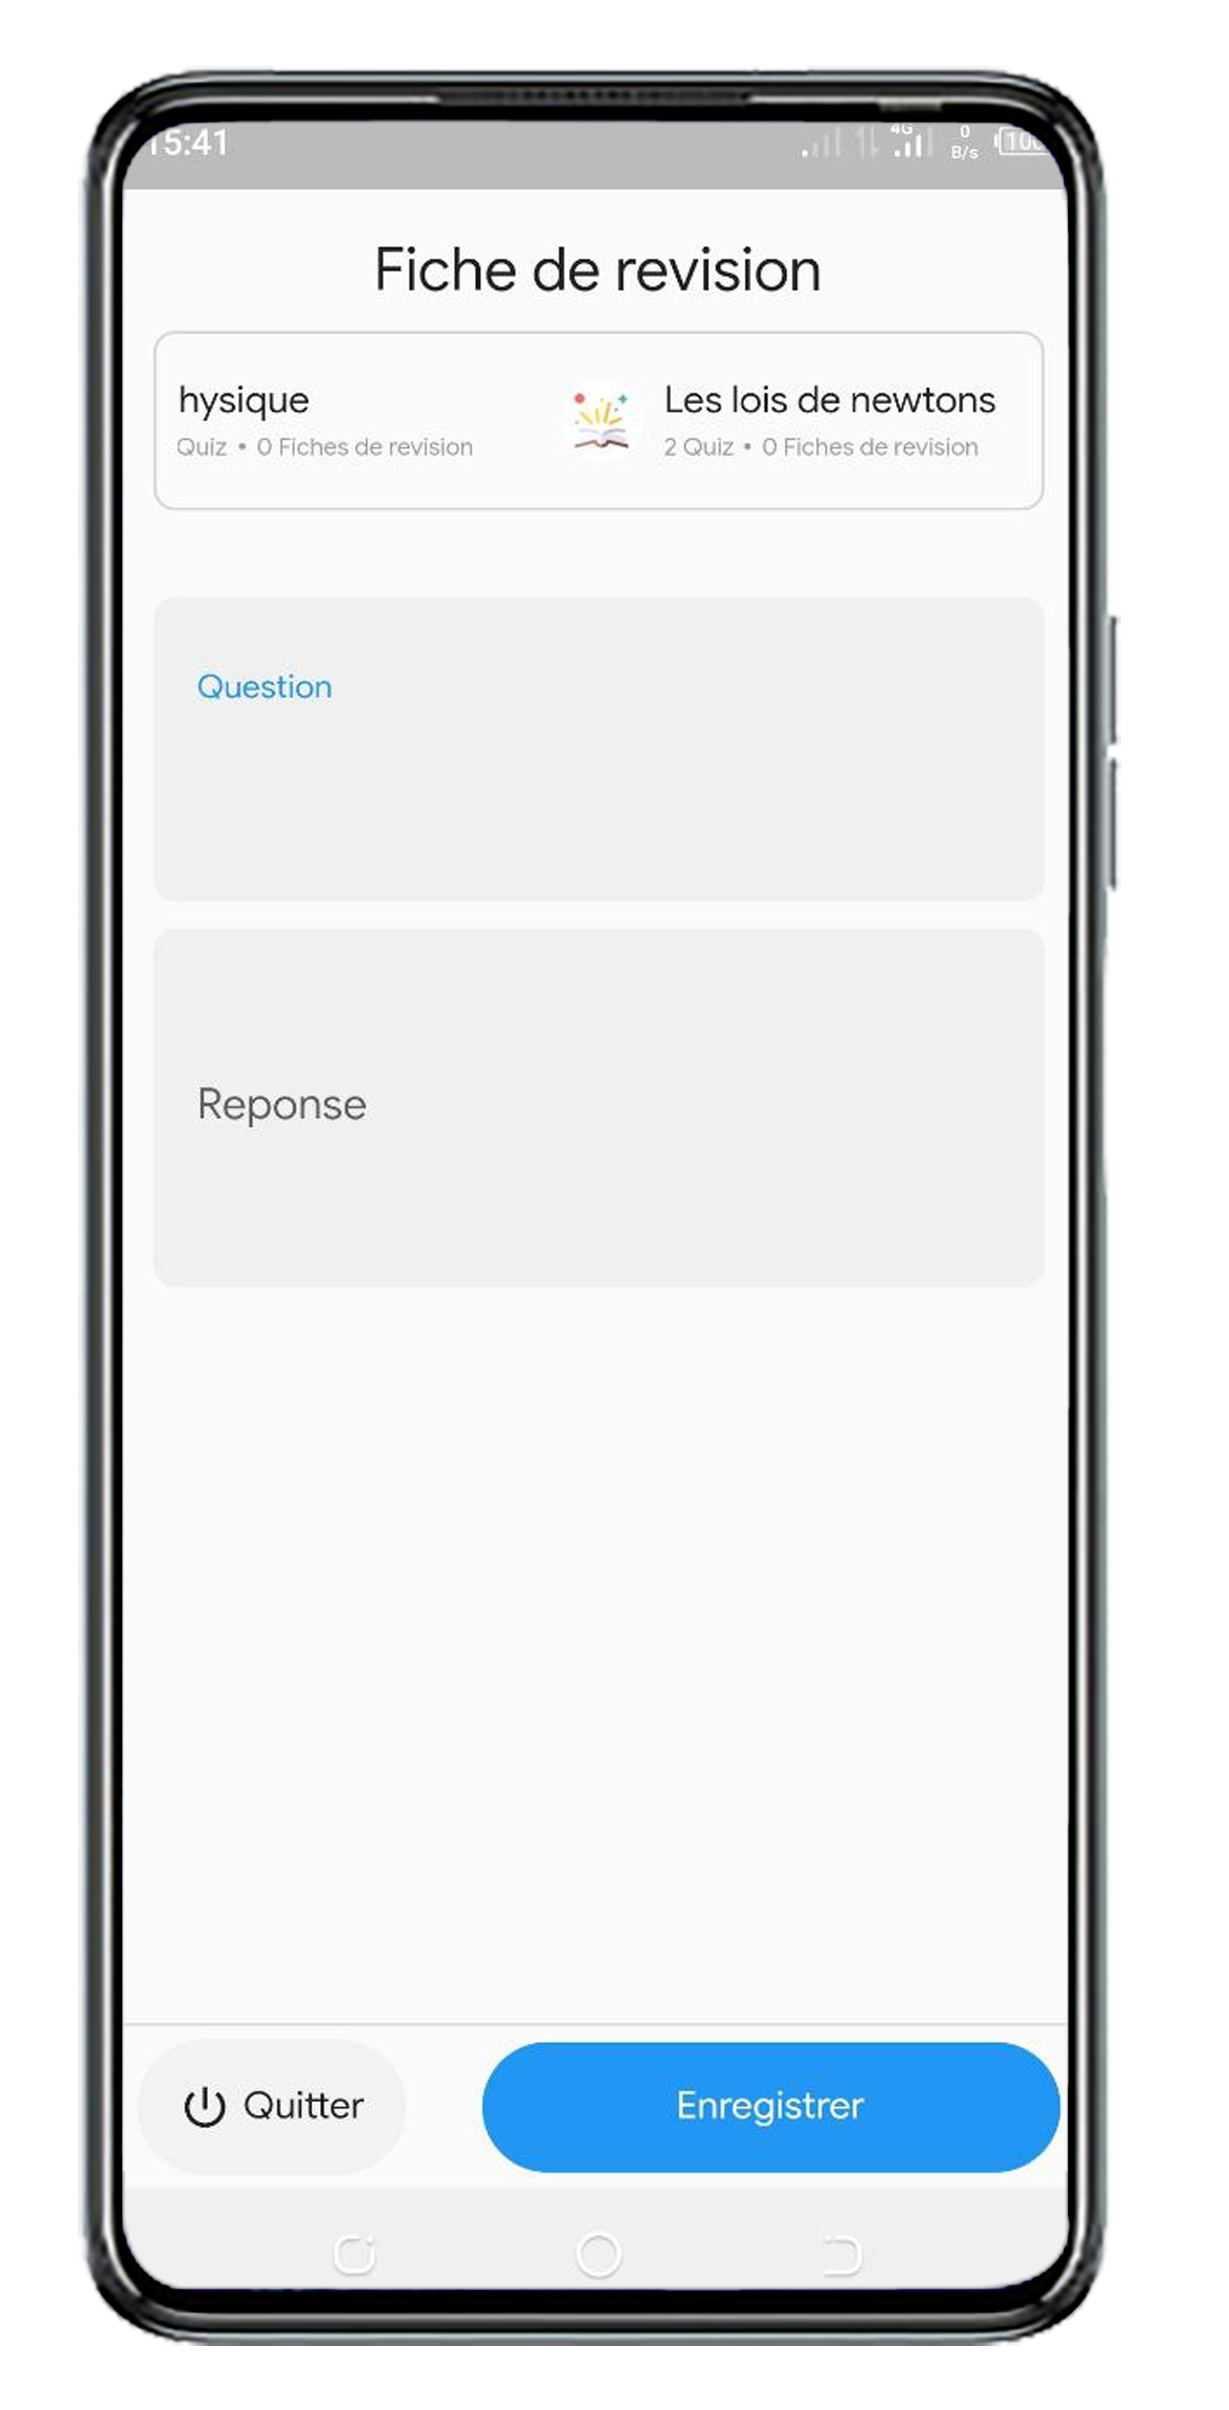 15:41
4G 0 B/s 100
Fiche de revision
hysique
Quiz • 0 Fiches de revision
Les lois de newtons
2 Quiz • 0 Fiches de revision
Question
Reponse
Quitter
Enregistrer